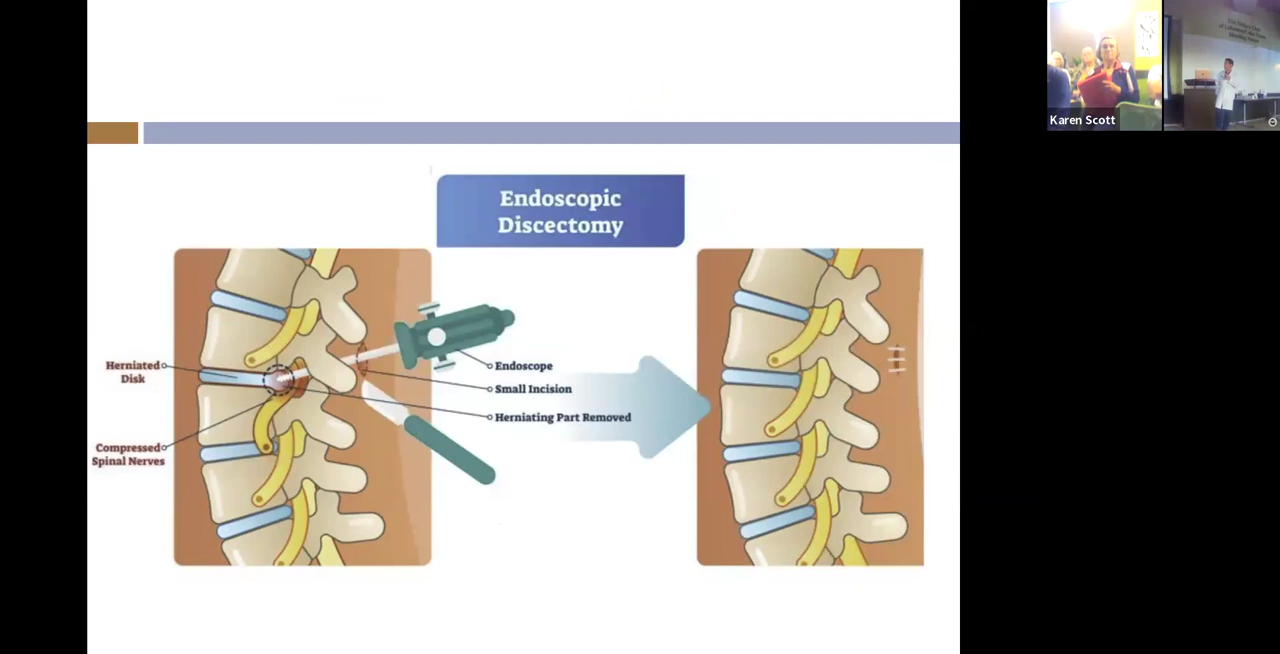 Endoscopic
Discectomy
Herniated
Disk
Compressed
Spinal Nerves
Endoscope
Small Incision
Herniating Part Removed
Karen Scott